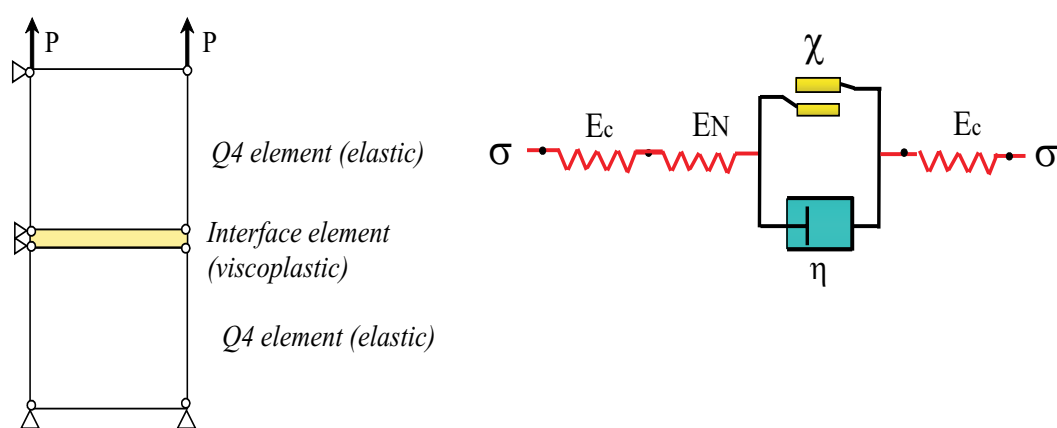 P P
Q4 element (elastic)
Interface element
(viscoplastic)
Q4 element (elastic)
χ
Ec EN Ec
σ σ
η